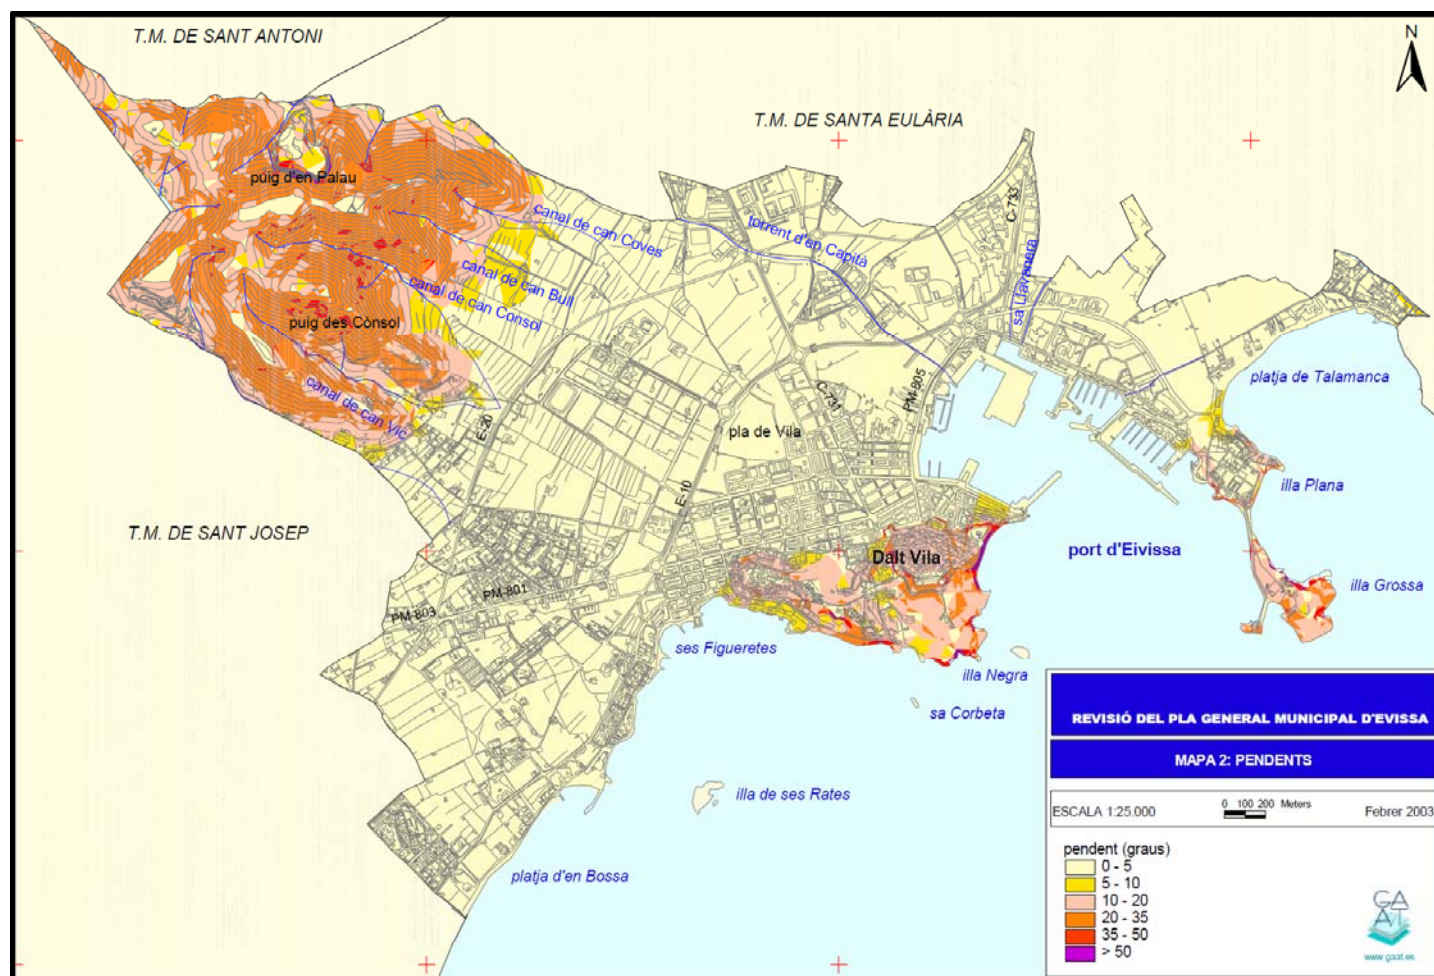 T.M. DE SANT ANTONI
N
T.M. DE SANTA EULÀRIA
puig d'en Palau
C-733
canal de can Coves
torrent d'en Capità
sa Llavanera
canal de can Bull
canal de can Consol
puig des Cònsol
platja de Talamanca
canal de can Vic
C-731
PM-805
E-20
pla de Vila
E-10
illa Plana
T.M. DE SANT JOSEP
Dalt Vila
port d'Eivissa
illa Grossa
PM-801
PM-803
ses Figueretes
illa Negra
sa Corbeta
illa de ses Rates
platja d'en Bossa
REVISIÓ DEL PLA GENERAL MUNICIPAL D'EVISSA
MAPA 2: PENDENTS
ESCALA 1:25.000
0 100 200 Meters
Febrer 2003
pendent (graus)
0 - 5
5 - 10
10 - 20
20 - 35
35 - 50
> 50
GA
AT
www.gaat.es